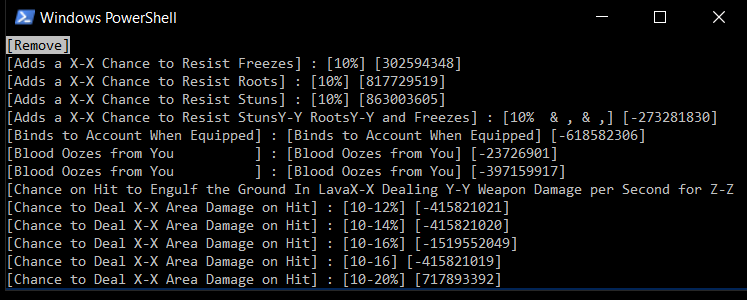 Windows PowerShell
[Remove]
[Adds a X-X Chance to Resist Freezes] : [10%] [302594348]
[Adds a X-X Chance to Resist Roots] : [10%] [817729519]
[Adds a X-X Chance to Resist Stuns] : [10%] [863003605]
[Adds a X-X Chance to Resist StunsY-Y RootsY-Y and Freezes] : [10%  & , & ,] [-273281830]
[Binds to Account When Equipped] : [Binds to Account When Equipped] [-618582306]
[Blood Oozes from You          ] : [Blood Oozes from You] [-23726901]
[Blood Oozes from You          ] : [Blood Oozes from You] [-397159917]
[Chance on Hit to Engulf the Ground In LavaX-X Dealing Y-Y Weapon Damage per Second for Z-Z
[Chance to Deal X-X Area Damage on Hit] : [10-12%] [-415821021]
[Chance to Deal X-X Area Damage on Hit] : [10-14%] [-415821020]
[Chance to Deal X-X Area Damage on Hit] : [10-16%] [-1519552049]
[Chance to Deal X-X Area Damage on Hit] : [10-16] [-415821019]
[Chance to Deal X-X Area Damage on Hit] : [10-20%] [717893392]